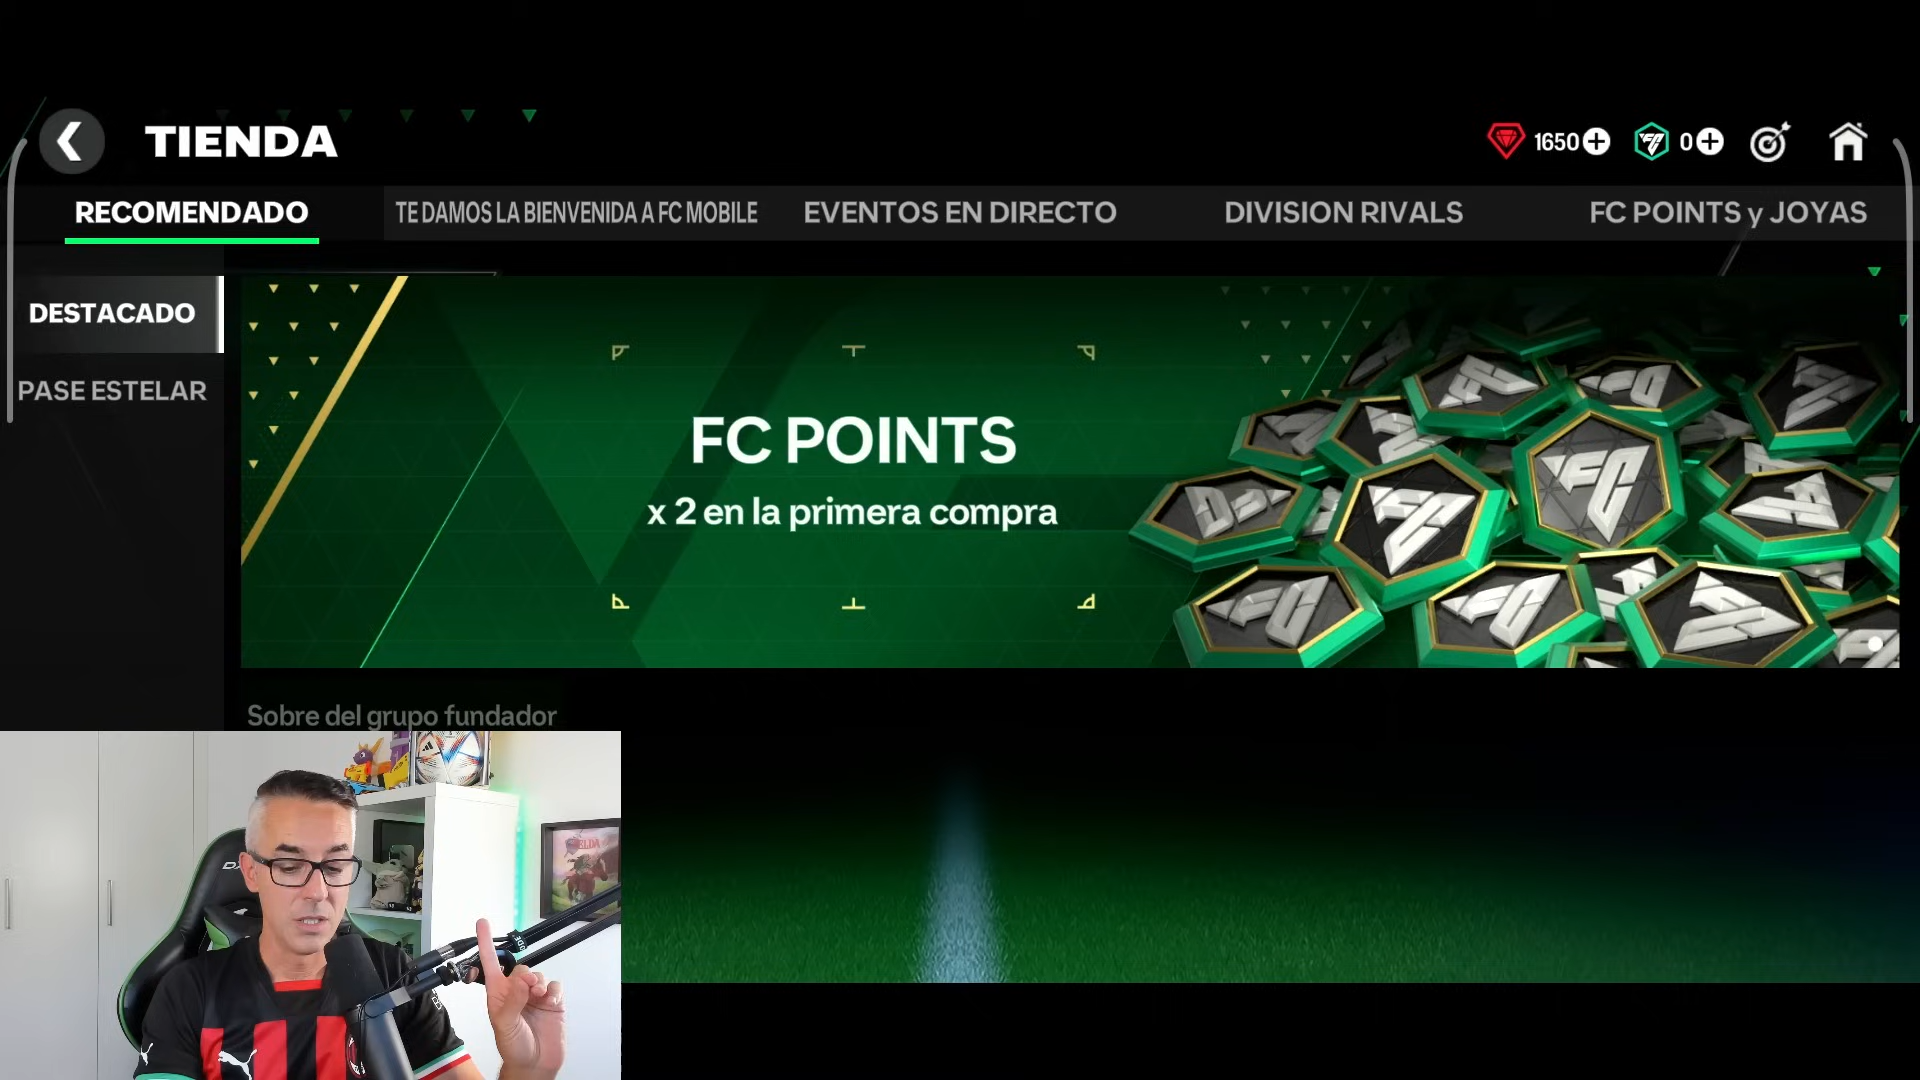 TIENDA
1650
0
RECOMENDADO
TE DAMOS LA BIENVENIDA A FC MOBILE
EVENTOS EN DIRECTO
DIVISION RIVALS
FC POINTS y JOYAS
DESTACADO
PASE ESTELAR
FC POINTS
x 2 en la primera compra
Sobre del grupo fundador
ZELDA